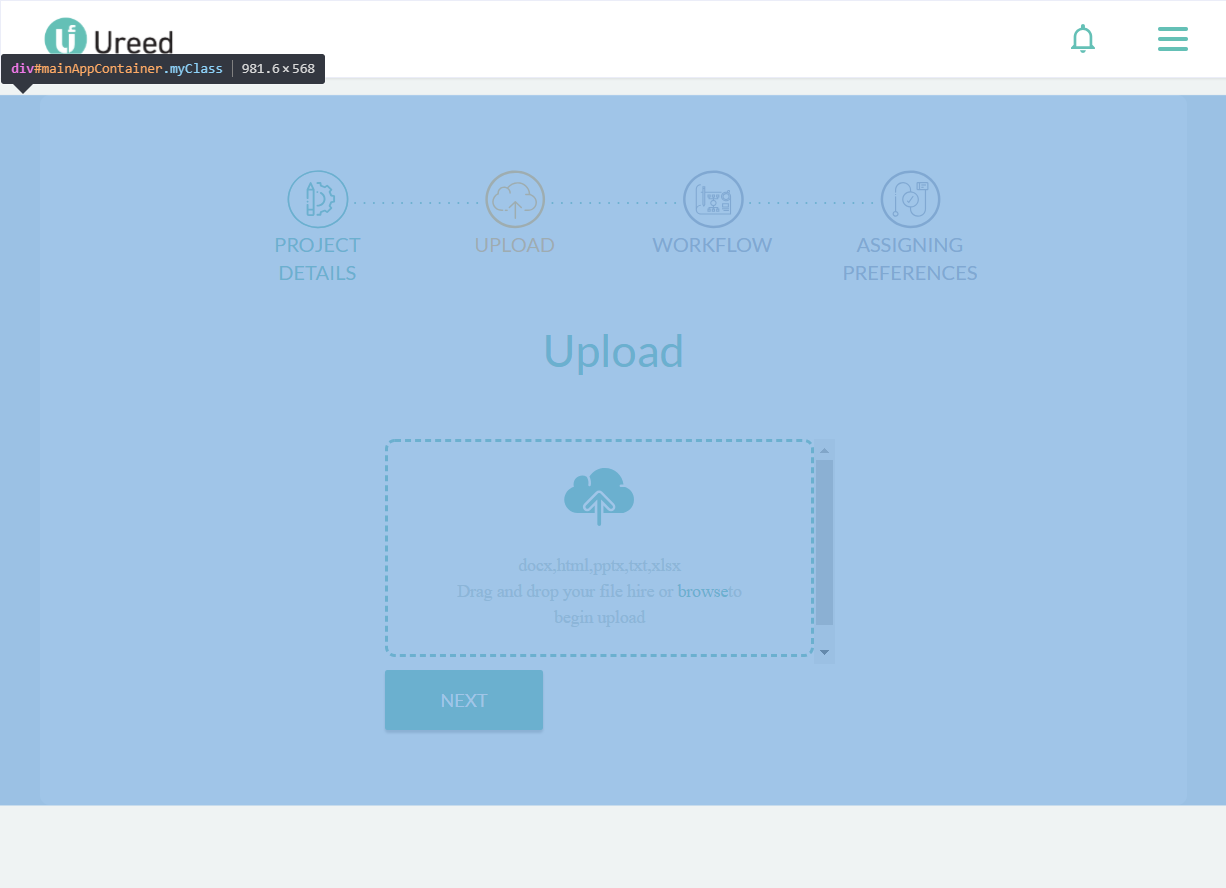 Ureed
div#mainAppContainer.myClass 981.6×568
PROJECT DETAILS
UPLOAD
WORKFLOW
ASSIGNING PREFERENCES
Upload
docx,html,pptx,txt,xlsx
Drag and drop your file hire or browseto
begin upload
NEXT